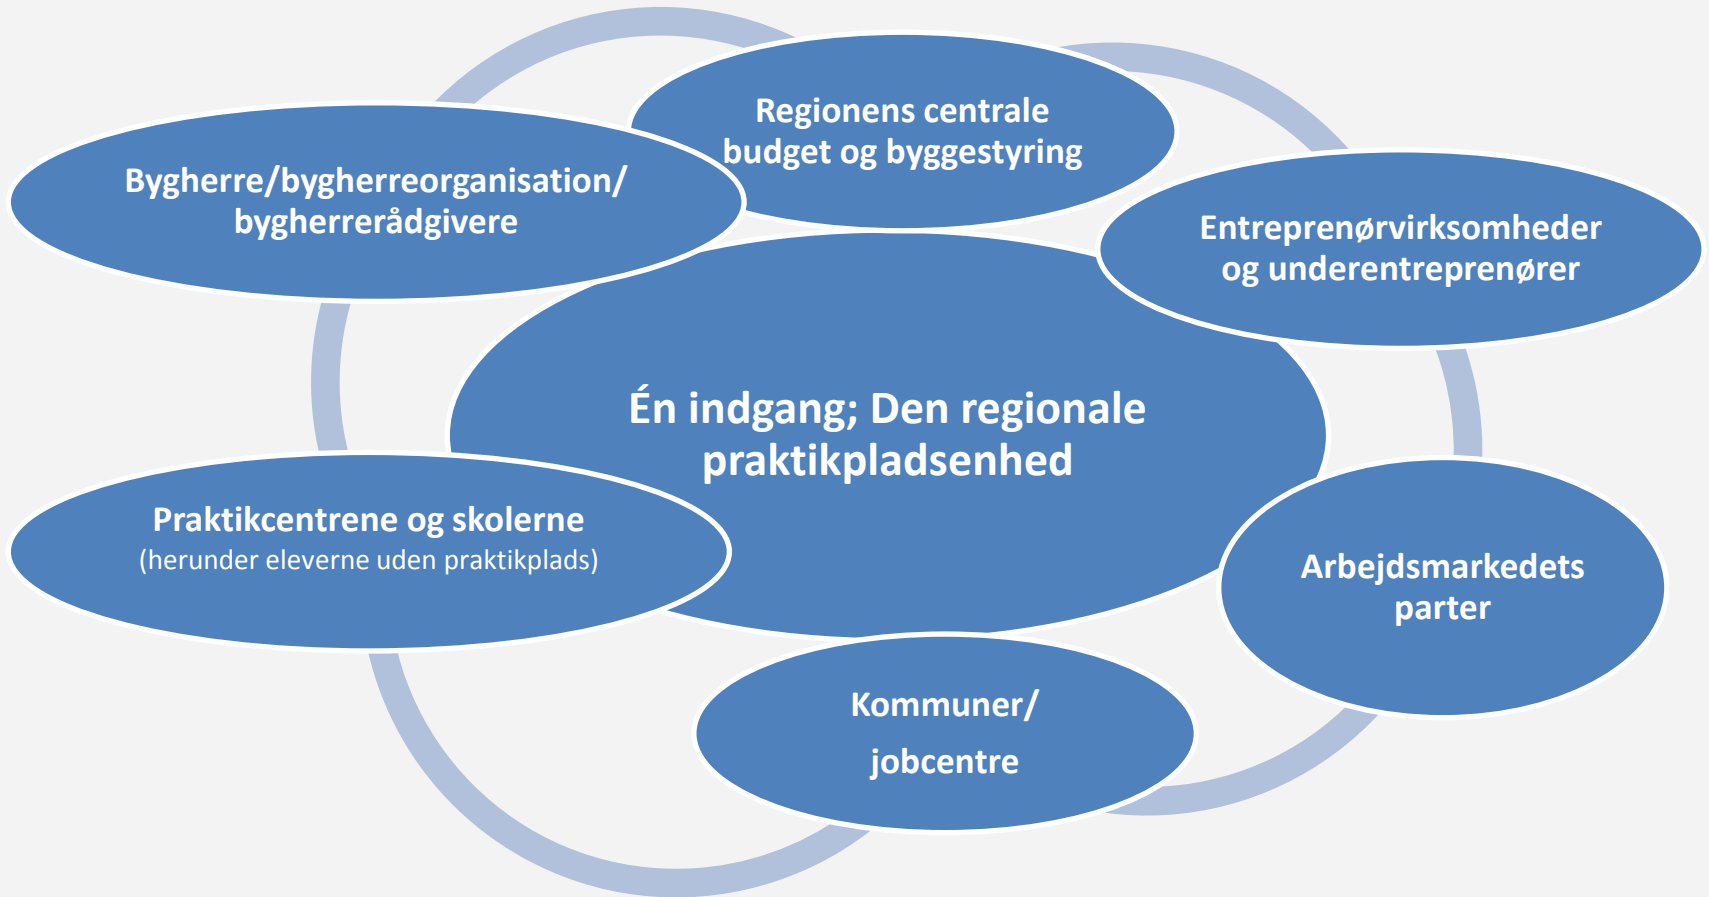 Regionens centrale
budget og byggestyring
Bygherre/bygherreorganisation/
bygherrerådgivere
Entreprenørvirksomheder
og underentreprenører
Én indgang; Den regionale
praktikpladsenhed
Praktikcentrene og skolerne
(herunder eleverne uden praktikplads)
Arbejdsmarkedets
parter
Kommuner/
jobcentre